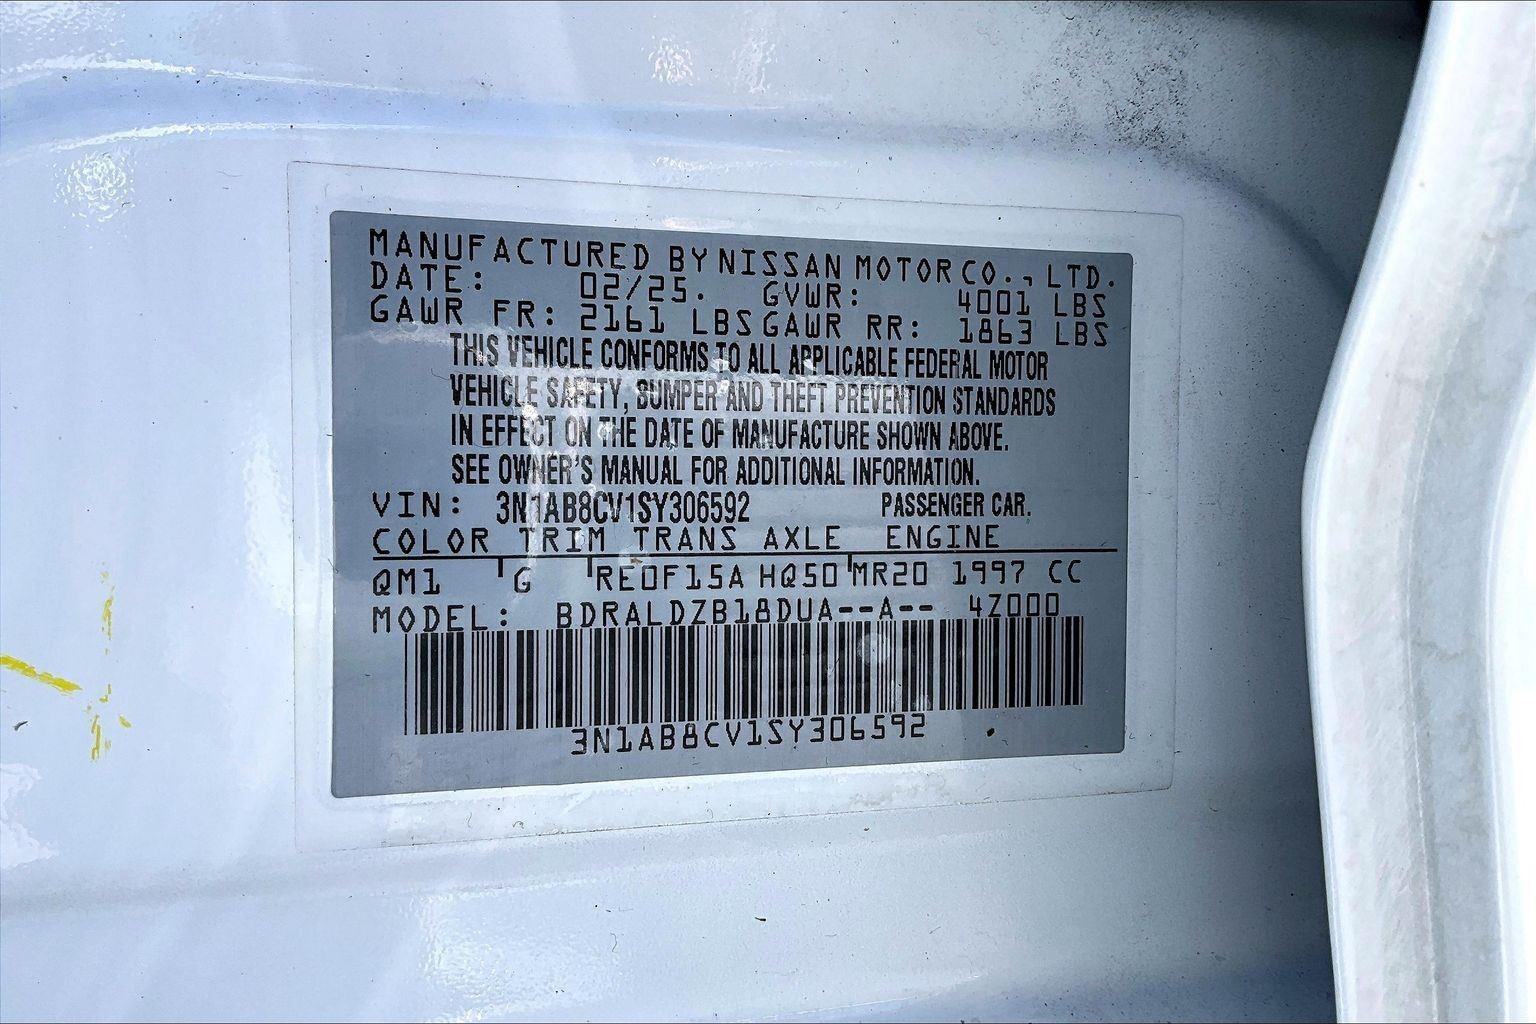 MANUFACTURED BY NISSAN MOTOR CO., LTD.
DATE: 02/25. GVWR: 4001 LBS
GAWR FR: 2161 LBS GAWR RR: 1863 LBS
THIS VEHICLE CONFORMS TO ALL APPLICABLE FEDERAL MOTOR
VEHICLE SAFETY, BUMPER AND THEFT PREVENTION STANDARDS
IN EFFECT ON THE DATE OF MANUFACTURE SHOWN ABOVE.
SEE OWNER'S MANUAL FOR ADDITIONAL INFORMATION.
VIN: 3N1AB8CV1SY306592 PASSENGER CAR.
COLOR TRIM TRANS AXLE ENGINE
QM1 G RE0F15A HQ50 MR20 1997 CC
MODEL: BDRALDZB18DUA--A-- 4Z000
3N1AB8CV1SY306592